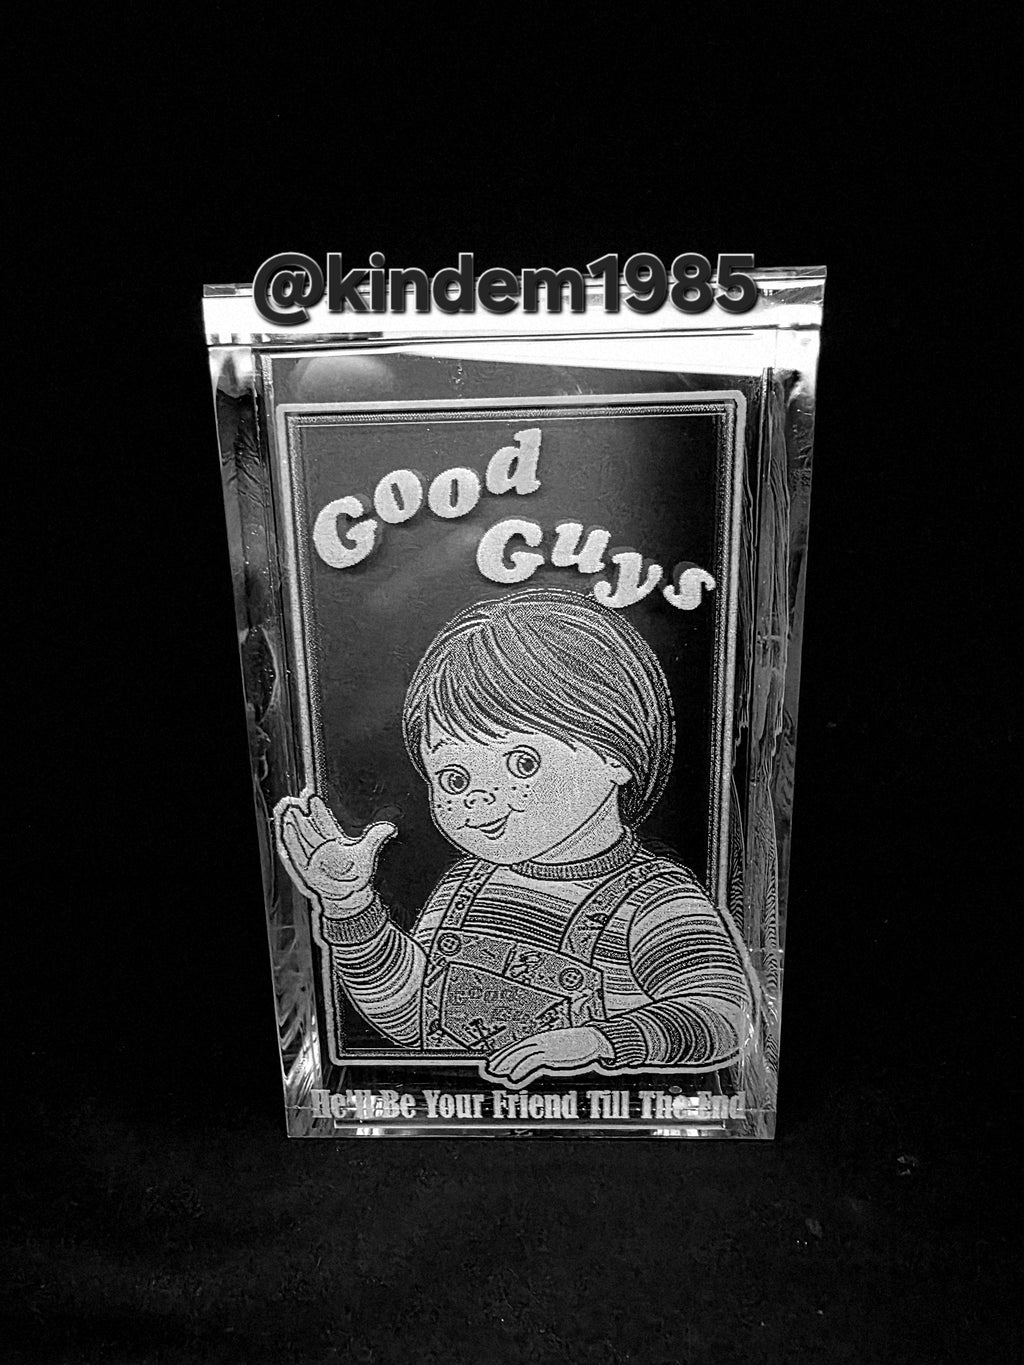 @kindem1985
Good
Guys
He'll Be Your Friend Till The End